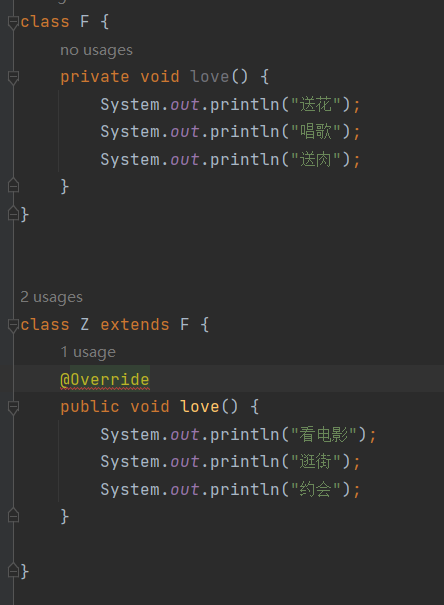 class F {
no usages
private void love() {
System.out.println("送花");
System.out.println("唱歌");
System.out.println("送肉");
}
}
2 usages
class Z extends F {
1 usage
@Override
public void love() {
System.out.println("看电影");
System.out.println("逛街");
System.out.println("约会");
}
}